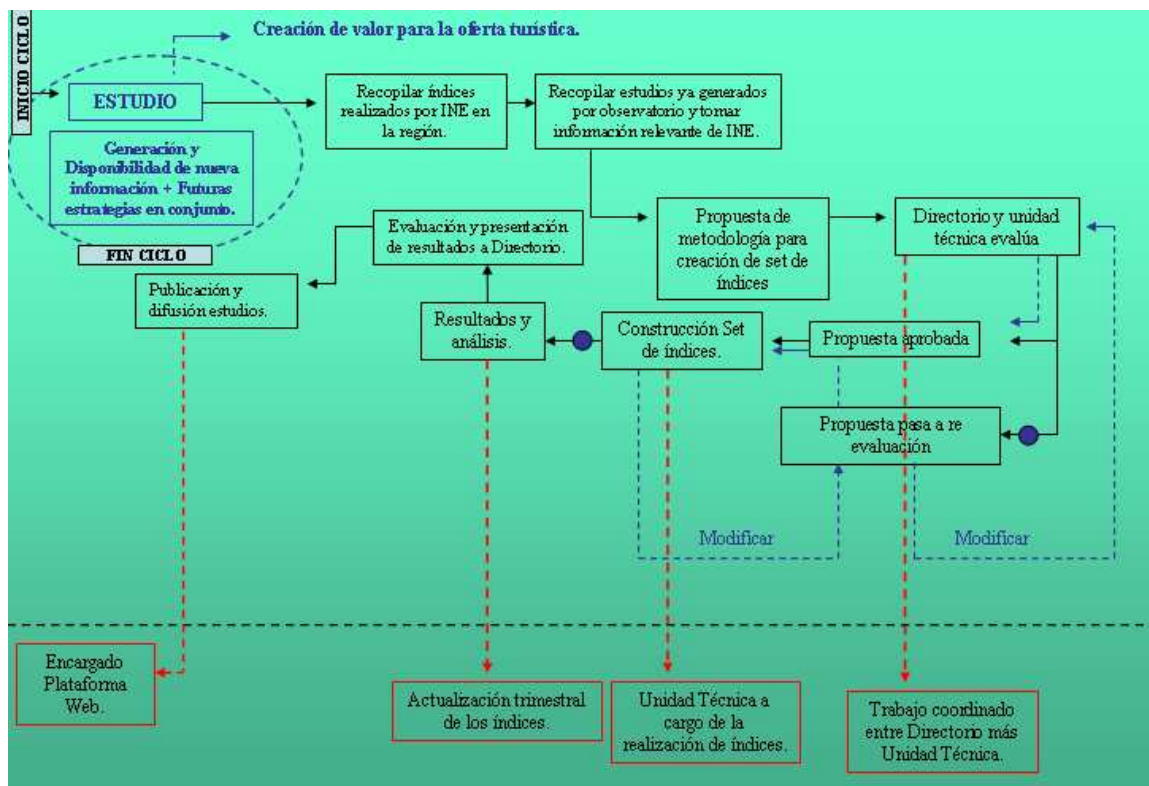 INICIO CICLO
Creación de valor para la oferta turística.
ESTUDIO
Generación y
Disponibilidad de nueva
información + Futuras
estrategias en conjunto.
FIN CICLO
Recopilar índices
realizados por INE en
la región.
Recopilar estudios ya generados
por observatorio y tomar
información relevante de INE.
Propuesta de
metodología para
creación de set de
índices
Directorio y unidad
técnica evalúa
Evaluación y presentación
de resultados a Directorio.
Publicación y
difusión estudios.
Resultados y
análisis.
Construcción Set
de índices.
Propuesta aprobada
Propuesta pasa a re
evaluación
Modificar
Modificar
Encargado
Plataforma
Web.
Actualización trimestral
de los índices.
Unidad Técnica a
cargo de la
realización de índices.
Trabajo coordinado
entre Directorio más
Unidad Técnica.